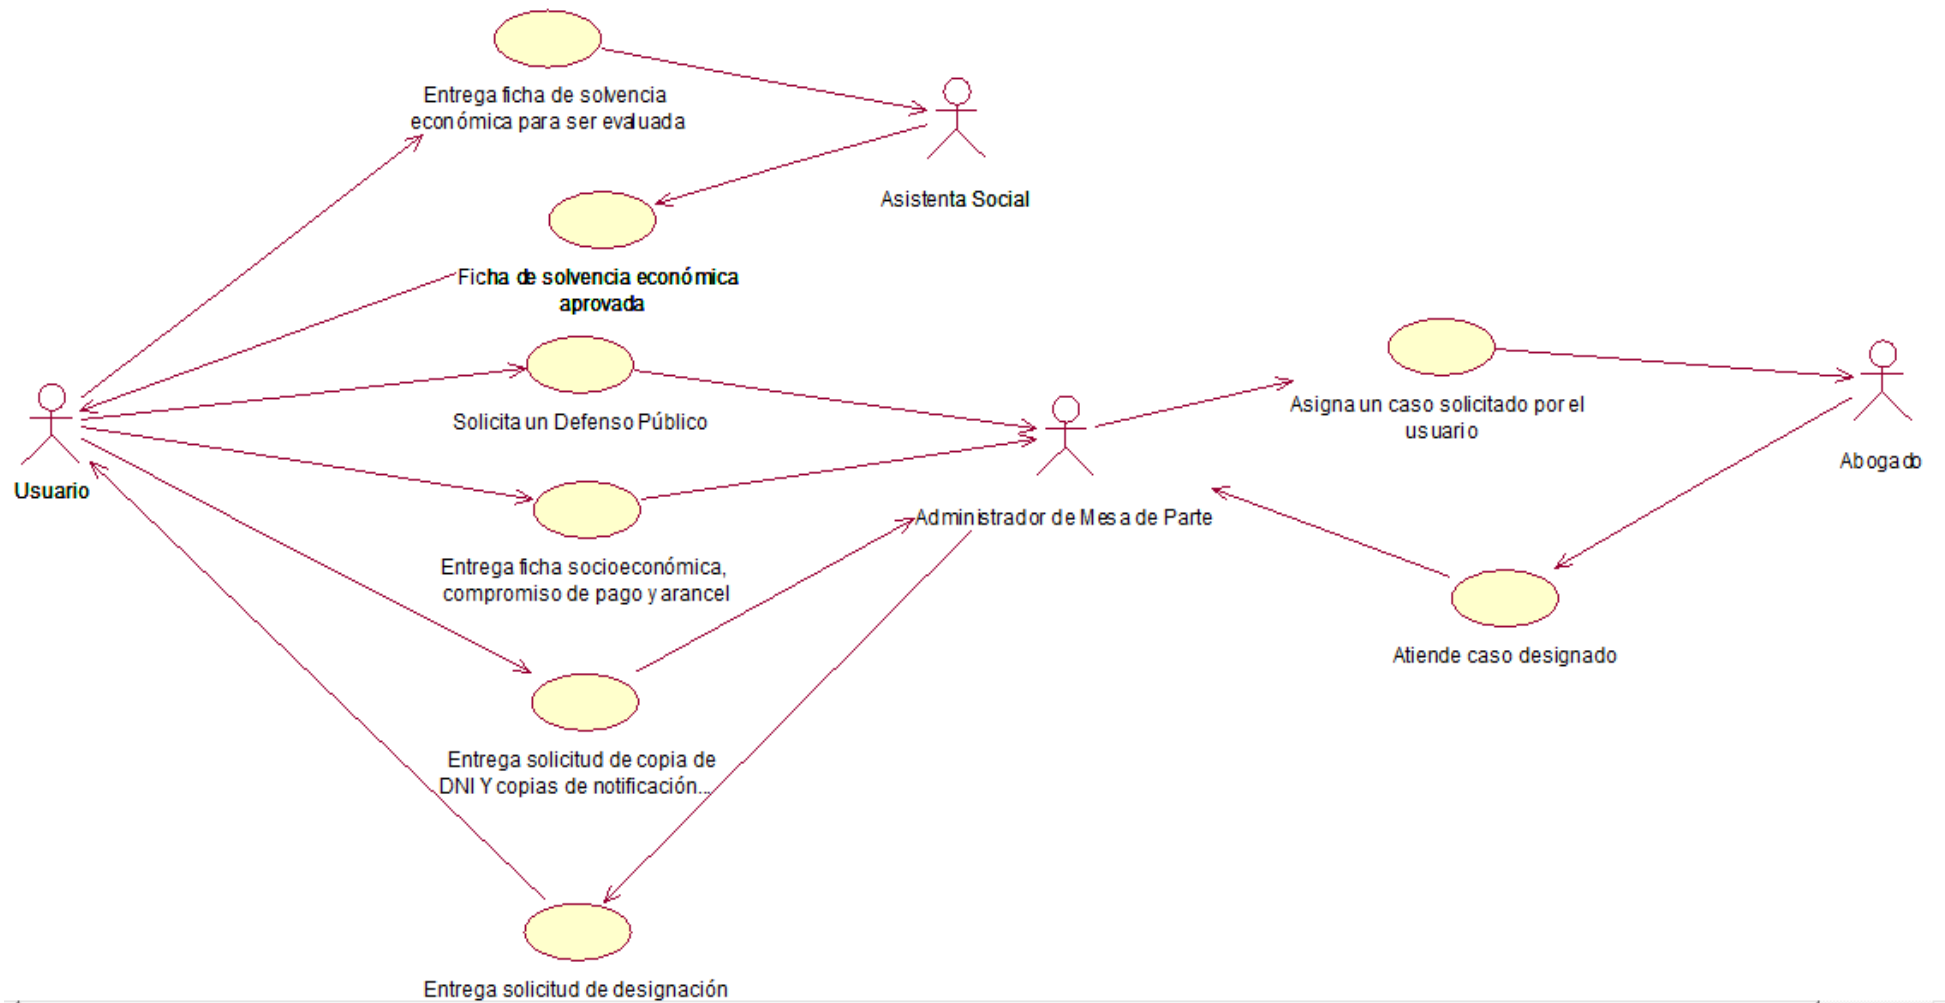 Entrega ficha de solvencia
económica para ser evaluada
Asistenta Social
Ficha de solvencia económica
aprovada
Solicita un Defenso Público
Usuario
Entrega ficha socioeconómica,
compromiso de pago y arancel
Administrador de Mesa de Parte
Asigna un caso solicitado por el
usuario
Abogado
Atiende caso designado
Entrega solicitud de copia de
DNI Y copias de notificación...
Entrega solicitud de designación